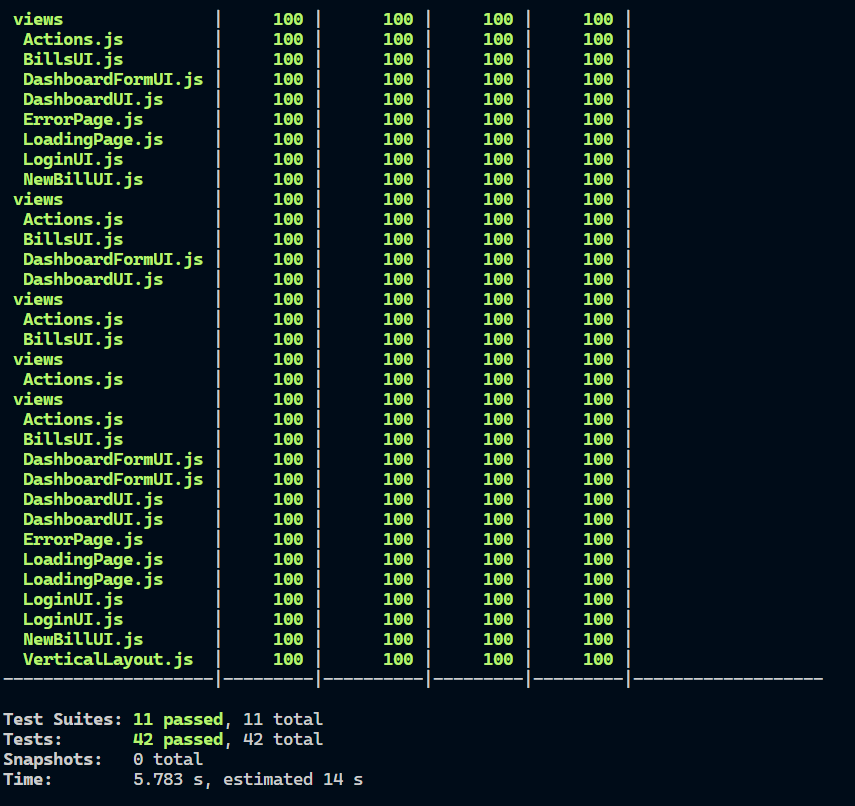 views | 100 | 100 | 100 | 100 |
Actions.js | 100 | 100 | 100 | 100 |
BillsUI.js | 100 | 100 | 100 | 100 |
DashboardFormUI.js | 100 | 100 | 100 | 100 |
DashboardUI.js | 100 | 100 | 100 | 100 |
ErrorPage.js | 100 | 100 | 100 | 100 |
LoadingPage.js | 100 | 100 | 100 | 100 |
LoginUI.js | 100 | 100 | 100 | 100 |
NewBillUI.js | 100 | 100 | 100 | 100 |
views | 100 | 100 | 100 | 100 |
Actions.js | 100 | 100 | 100 | 100 |
BillsUI.js | 100 | 100 | 100 | 100 |
DashboardFormUI.js | 100 | 100 | 100 | 100 |
DashboardUI.js | 100 | 100 | 100 | 100 |
views | 100 | 100 | 100 | 100 |
Actions.js | 100 | 100 | 100 | 100 |
BillsUI.js | 100 | 100 | 100 | 100 |
views | 100 | 100 | 100 | 100 |
Actions.js | 100 | 100 | 100 | 100 |
views | 100 | 100 | 100 | 100 |
Actions.js | 100 | 100 | 100 | 100 |
BillsUI.js | 100 | 100 | 100 | 100 |
DashboardFormUI.js | 100 | 100 | 100 | 100 |
DashboardFormUI.js | 100 | 100 | 100 | 100 |
DashboardUI.js | 100 | 100 | 100 | 100 |
DashboardUI.js | 100 | 100 | 100 | 100 |
ErrorPage.js | 100 | 100 | 100 | 100 |
LoadingPage.js | 100 | 100 | 100 | 100 |
LoadingPage.js | 100 | 100 | 100 | 100 |
LoginUI.js | 100 | 100 | 100 | 100 |
LoginUI.js | 100 | 100 | 100 | 100 |
NewBillUI.js | 100 | 100 | 100 | 100 |
VerticalLayout.js | 100 | 100 | 100 | 100 |
---------------------|---------|----------|---------|---------|-------------------
Test Suites: 11 passed, 11 total
Tests: 42 passed, 42 total
Snapshots: 0 total
Time: 5.783 s, estimated 14 s